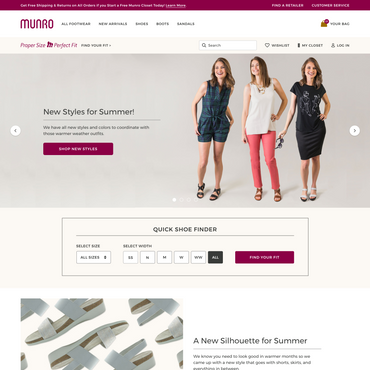 Get Free Shipping & Returns on All Orders if you Start a Free Munro Closet Today! Learn More
FIND A RETAILER
CUSTOMER SERVICE
MUNRO
ALL FOOTWEAR
NEW ARRIVALS
SHOES
BOOTS
SANDALS
YOUR BAG
Proper Size in Perfect Fit
FIND YOUR FIT
Search
WISHLIST
MY CLOSET
LOG IN
New Styles for Summer!
We have all new styles and colors to coordinate with
those warmer weather outfits.
SHOP NEW STYLES
QUICK SHOE FINDER
SELECT SIZE
SELECT WIDTH
ALL SIZES
SS
N
M
W
WW
ALL
FIND YOUR FIT
A New Silhouette for Summer
We know you need to look good in warmer months so we
came up with a new style that goes with shorts, skirts, and
everything in between.